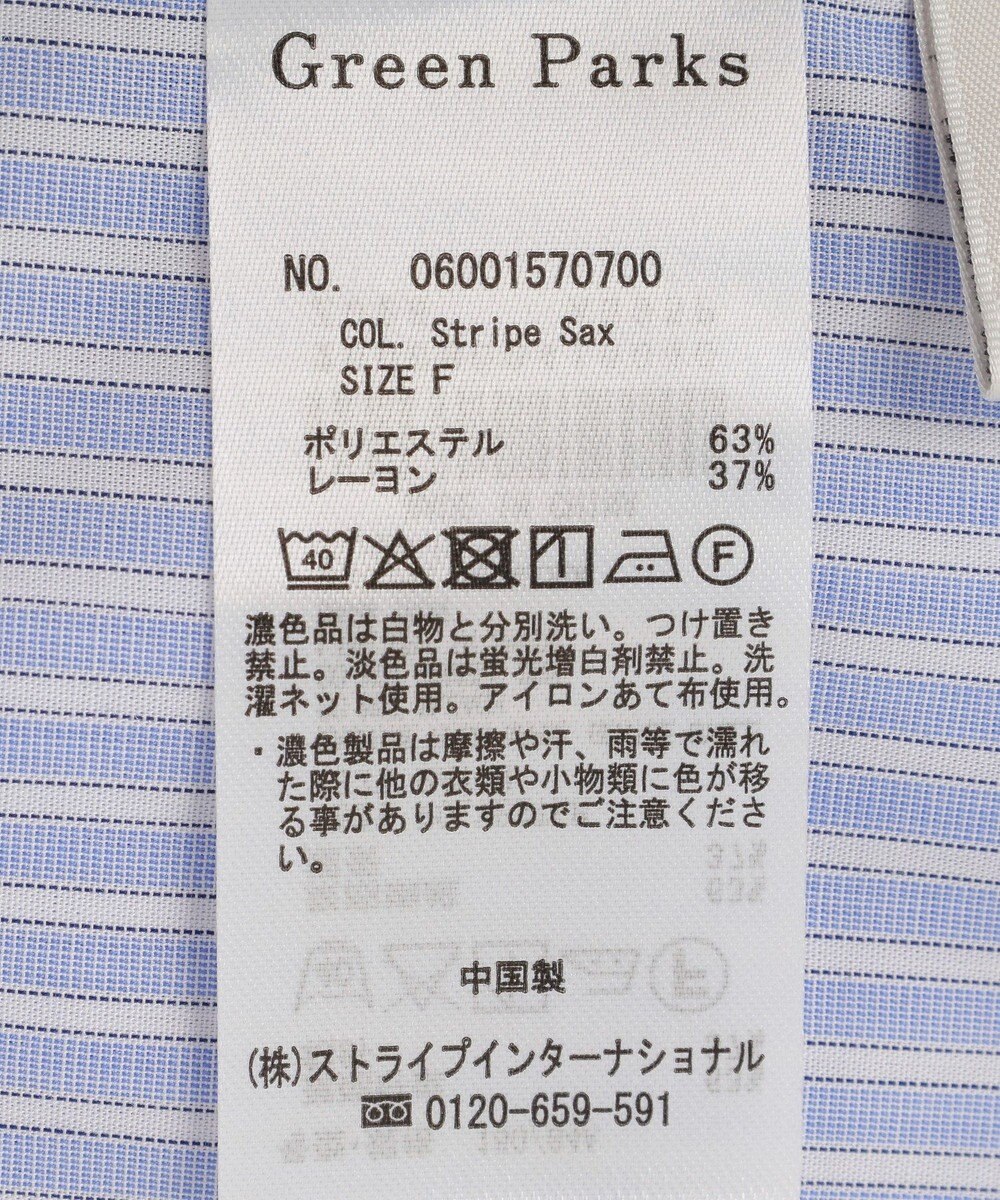 Green Parks
NO. 06001570700
COL. Stripe Sax
SIZE F
ポリエステル 63%
レーヨン 37%
40
F
濃色品は白物と分別洗い。つけ置き
禁止。淡色品は蛍光増白剤禁止。洗
濯ネット使用。アイロンあて布使用。
・濃色製品は摩擦や汗、雨等で濡れ
た際に他の衣類や小物類に色が移
る事がありますのでご注意くださ
い。
中国製
(株)ストライプインターナショナル
0120-659-591